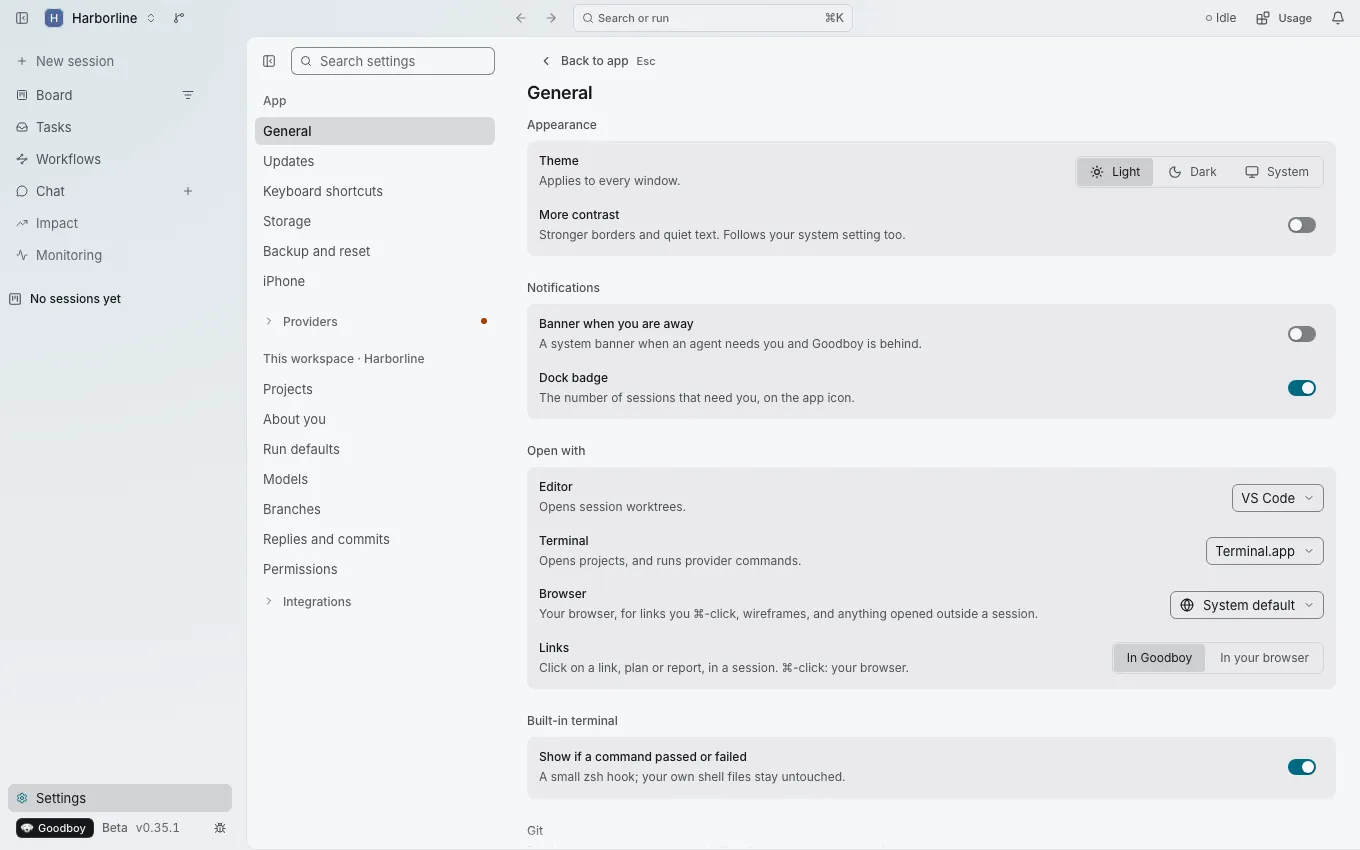 H Harborline
Search or run ⌘K
Idle
Usage
New session
Board
Tasks
Workflows
Chat
Impact
Monitoring
No sessions yet
Settings
Goodboy Beta v0.35.1
Search settings
App
General
Updates
Keyboard shortcuts
Storage
Backup and reset
iPhone
Providers
This workspace · Harborline
Projects
About you
Run defaults
Models
Branches
Replies and commits
Permissions
Integrations
Back to app Esc
General
Appearance
Theme
Applies to every window.
Light Dark System
More contrast
Stronger borders and quiet text. Follows your system setting too.
Notifications
Banner when you are away
A system banner when an agent needs you and Goodboy is behind.
Dock badge
The number of sessions that need you, on the app icon.
Open with
Editor
Opens session worktrees.
VS Code
Terminal
Opens projects, and runs provider commands.
Terminal.app
Browser
Your browser, for links you ⌘-click, wireframes, and anything opened outside a session.
System default
Links
Click on a link, plan or report, in a session. ⌘-click: your browser.
In Goodboy In your browser
Built-in terminal
Show if a command passed or failed
A small zsh hook; your own shell files stay untouched.
Git